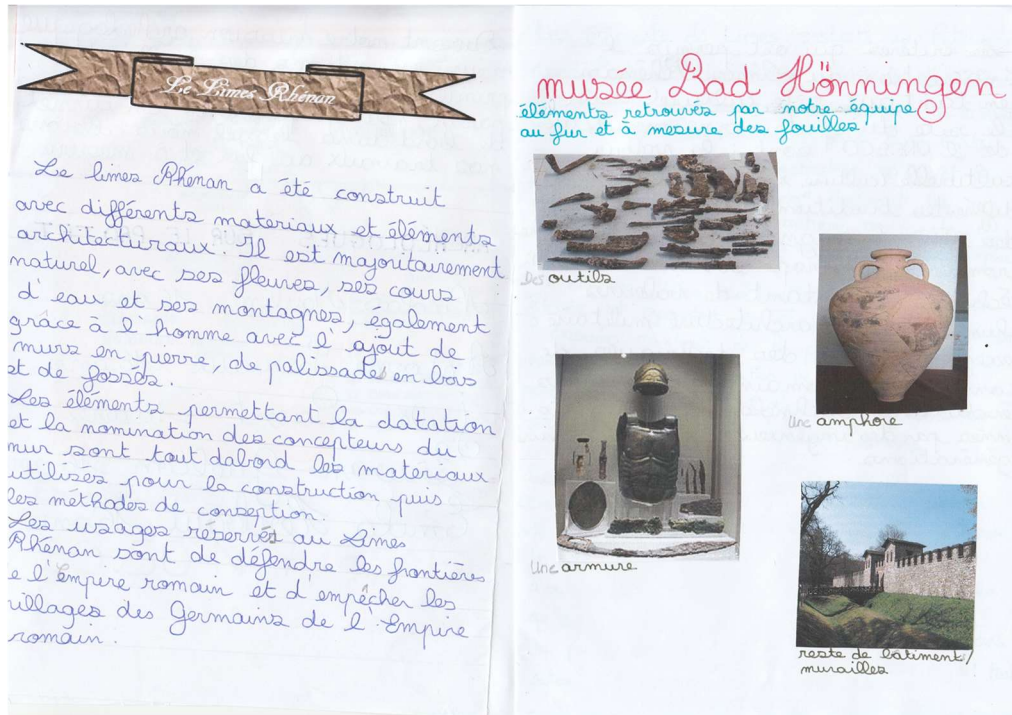 Le Limes Rhénan
Le limes Rhénan a été construit
avec différents materiaux et éléments
architecturaux. Il est majoritairement
naturel, avec ses fleuves, ses cours
d'eau et ses montagnes, également
grâce à l'homme avec l'ajout de
murs en pierre, de palissades en bois
et de fossés.
Les éléments permettant la datation
et la nomination des concepteurs du
mur sont tout dabord les materiaux
utilisés pour la construction puis
les méthodes de conseption.
Les usages réservés au Limes
Rhénan sont de défendre les frontières
e l'empire romain et d'empêcher les
illages des Germains de l'Empire
romain.
musée Bad Hönningen
éléments retrouvés par notre équipe
au fur et à mesure des fouilles
Des outils
Une amphore
Une armure
reste de bâtiment/
murailles